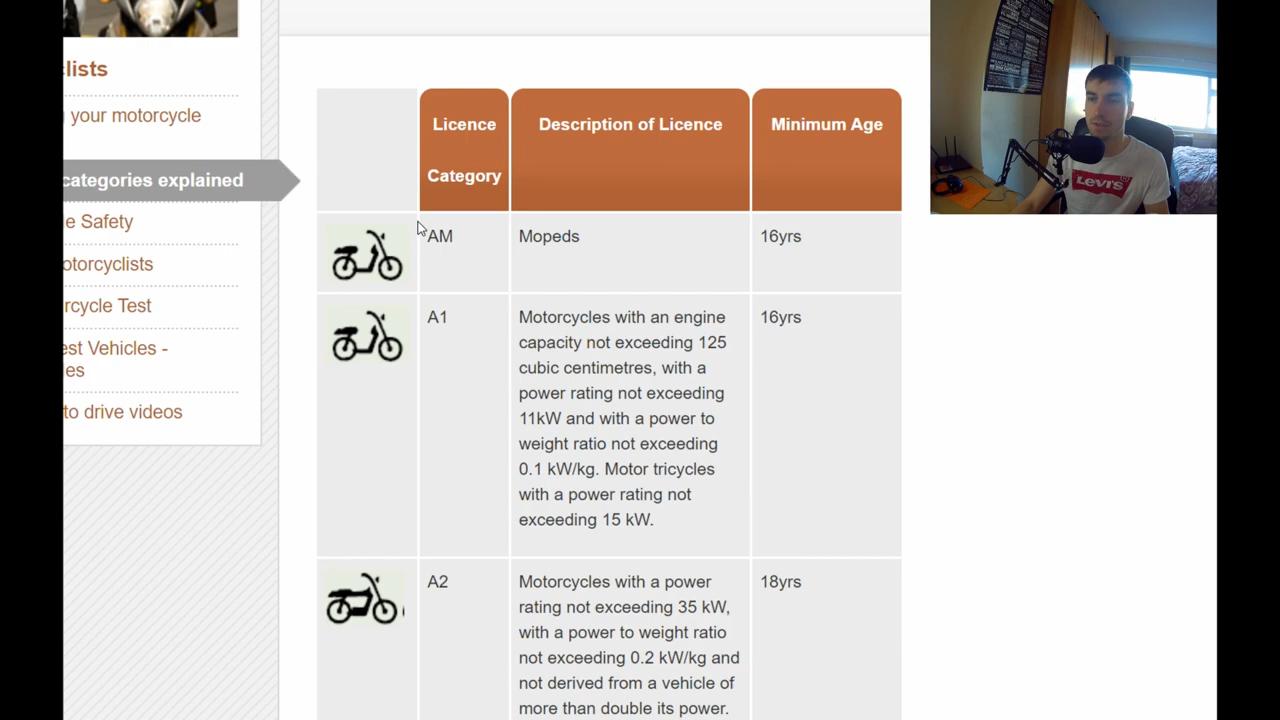 lists
your motorcycle
categories explained
e Safety
otorcyclists
rcycle Test
est Vehicles -
es
to drive videos
Licence
Category
Description of Licence
Minimum Age
AM
Mopeds
16yrs
A1
Motorcycles with an engine
capacity not exceeding 125
cubic centimetres, with a
power rating not exceeding
11kW and with a power to
weight ratio not exceeding
0.1 kW/kg. Motor tricycles
with a power rating not
exceeding 15 kW.
16yrs
A2
Motorcycles with a power
rating not exceeding 35 kW,
with a power to weight ratio
not exceeding 0.2 kW/kg and
not derived from a vehicle of
more than double its power.
18yrs
LEVI'S